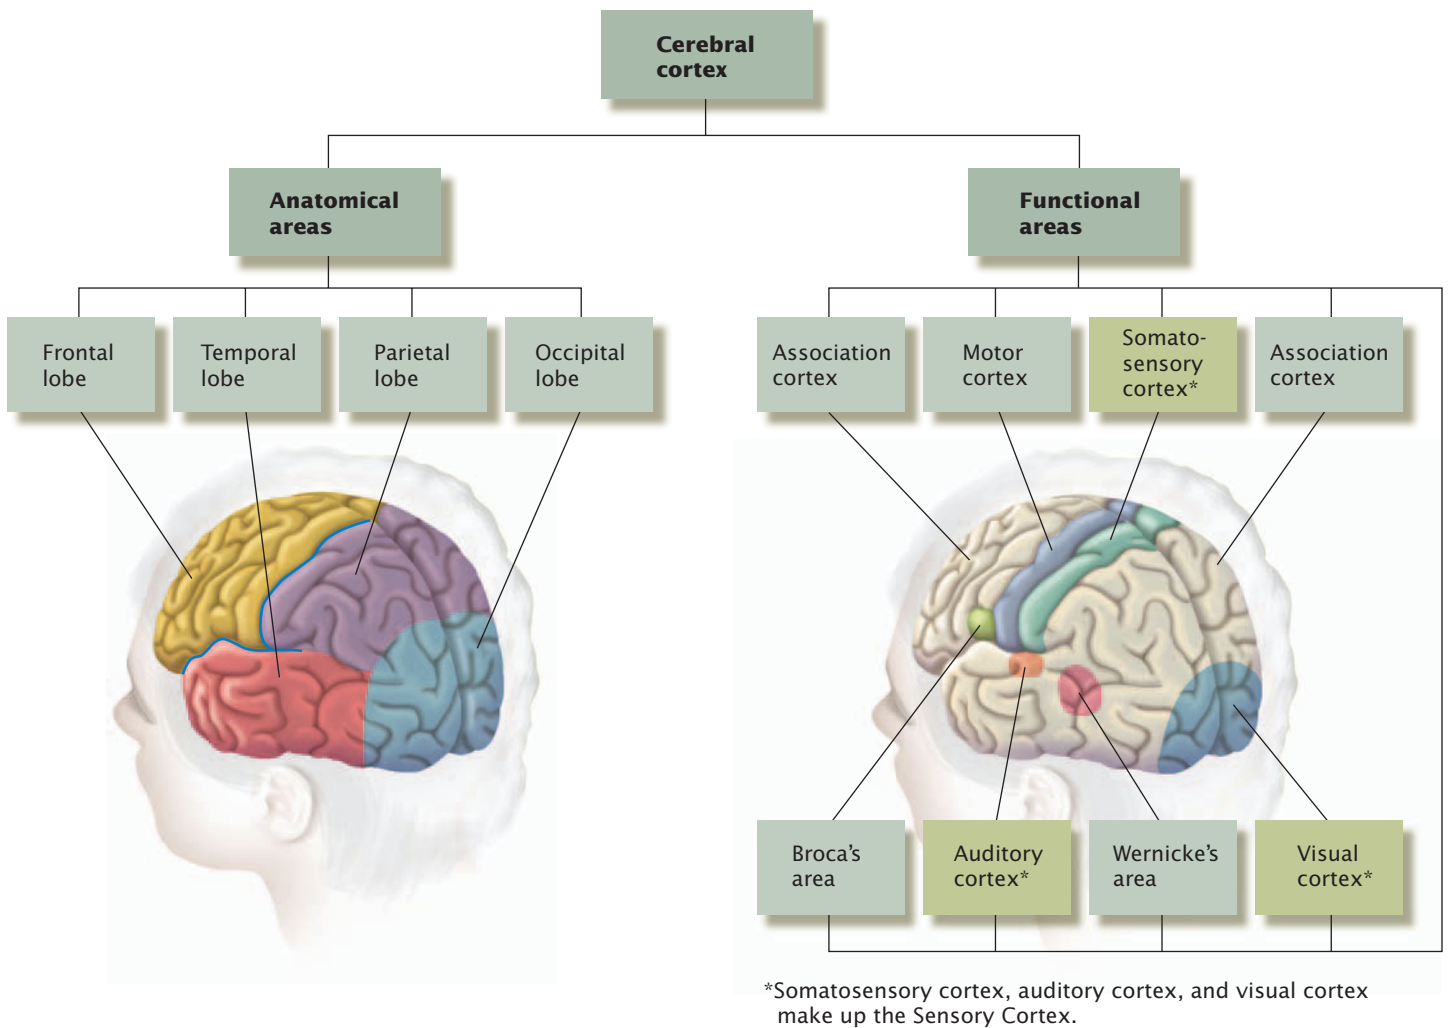 Cerebral
cortex
Anatomical
areas
Functional
areas
Frontal
lobe
Temporal
lobe
Parietal
lobe
Occipital
lobe
Association
cortex
Motor
cortex
Somato-
sensory
cortex*
Association
cortex
Broca’s
area
Auditory
cortex*
Wernicke’s
area
Visual
cortex*
*Somatosensory cortex, auditory cortex, and visual cortex
make up the Sensory Cortex.